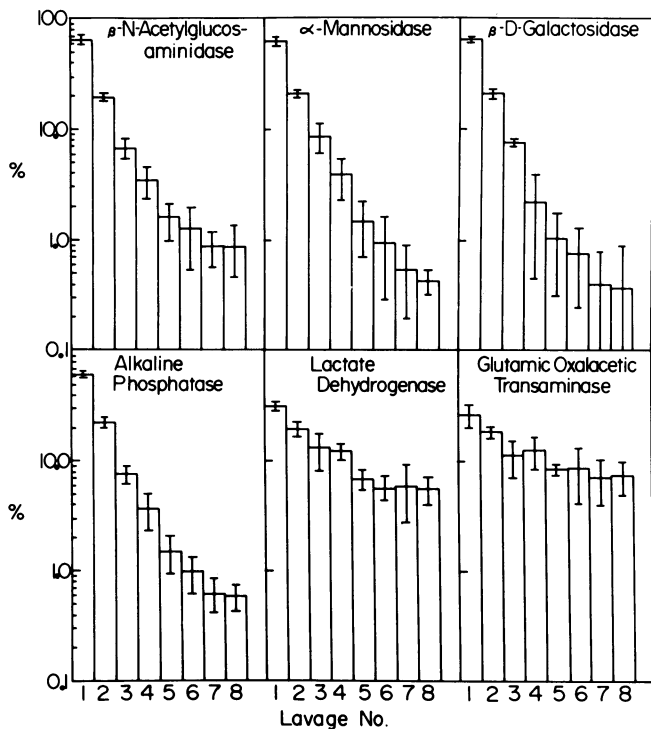 100
10.0
1.0
0.1
%
β-N-Acetylglucos-
aminidase
α-Mannosidase
β-D-Galactosidase
10.0
1.0
0.1
%
Alkaline
Phosphatase
Lactate
Dehydrogenase
Glutamic Oxalacetic
Transaminase
1 2 3 4 5 6 7 8
1 2 3 4 5 6 7 8
1 2 3 4 5 6 7 8
Lavage No.